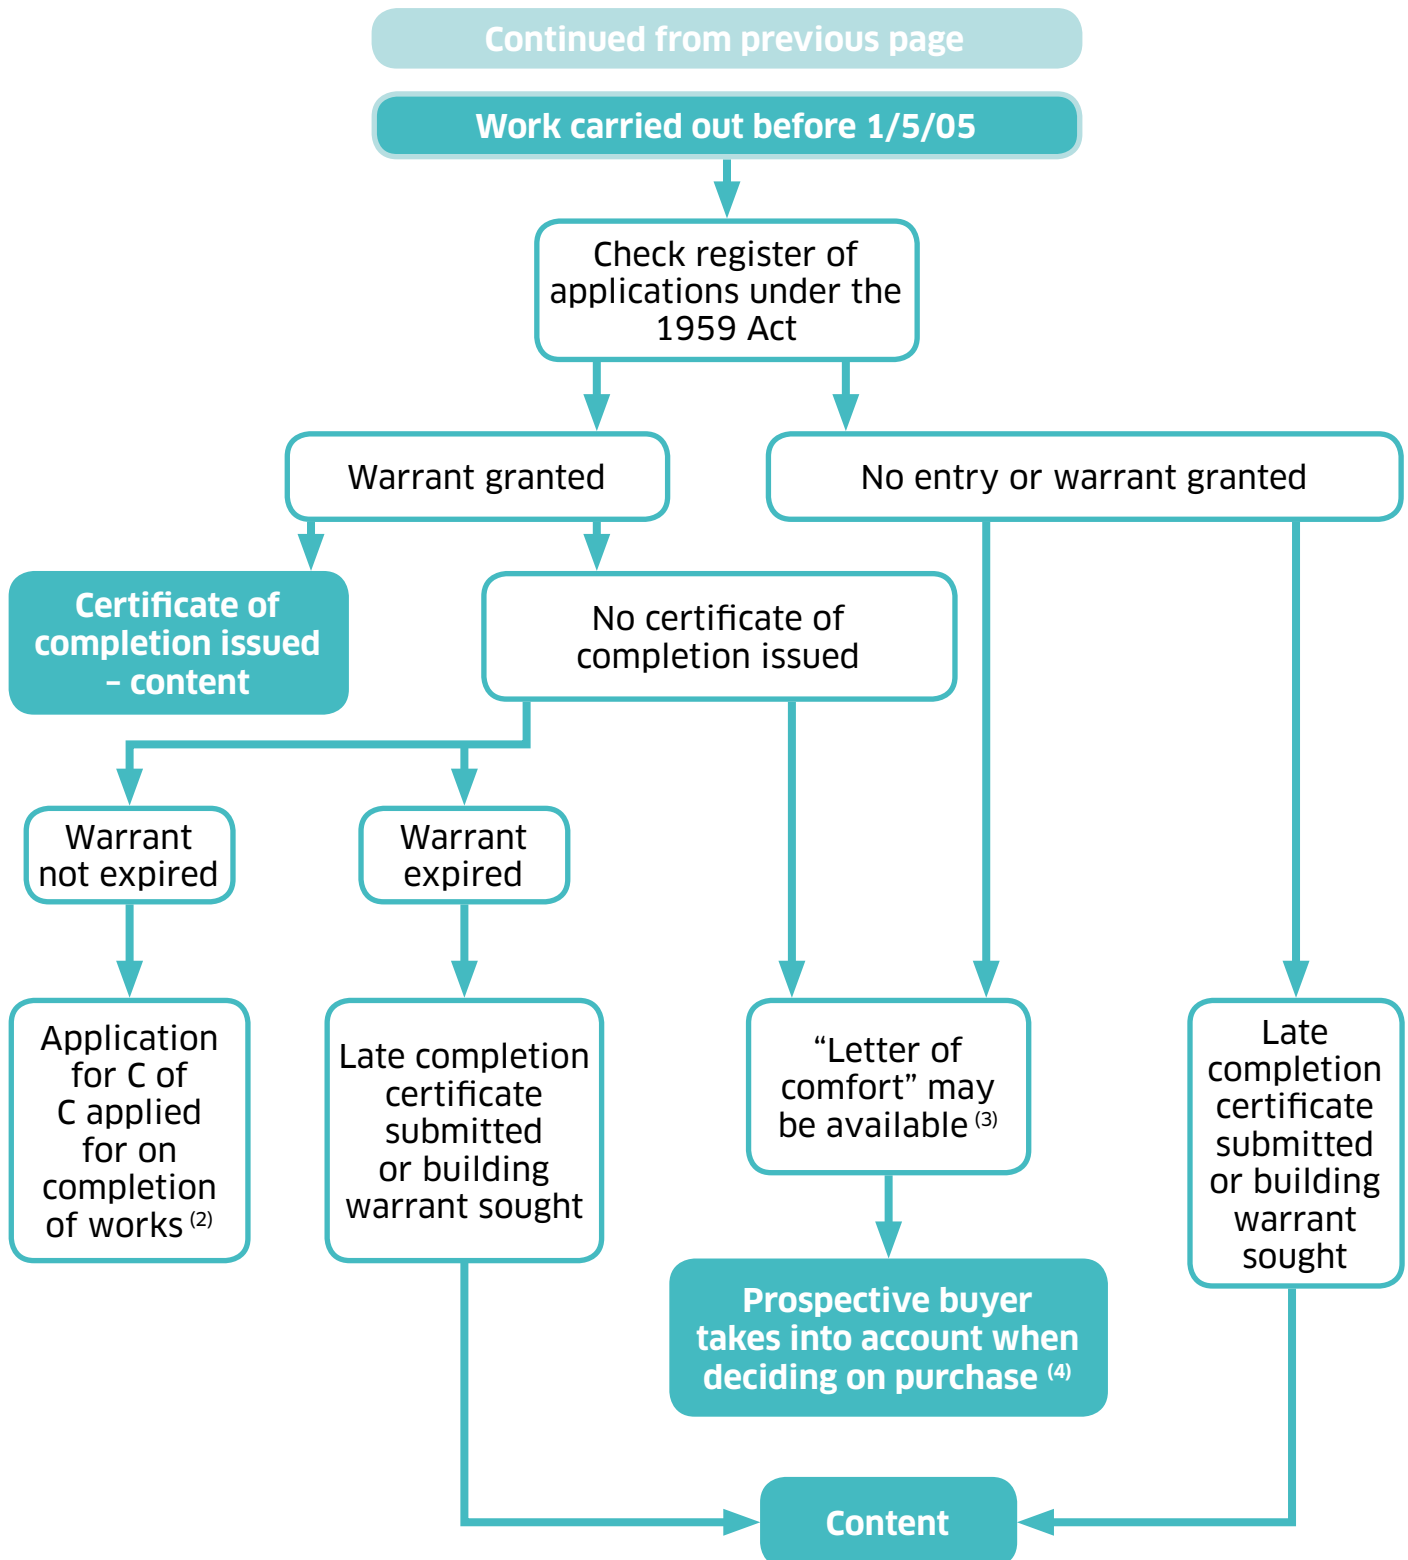 Continued from previous page
Work carried out before 1/5/05
Check register of
applications under the
1959 Act
Warrant granted
No entry or warrant granted
Certificate of
completion issued
– content
No certificate of
completion issued
Warrant
not expired
Warrant
expired
Application
for C of
C applied
for on
completion
of works (2)
Late completion
certificate
submitted
or building
warrant sought
“Letter of
comfort” may
be available (3)
Late
completion
certificate
submitted
or building
warrant
sought
Prospective buyer
takes into account when
deciding on purchase (4)
Content